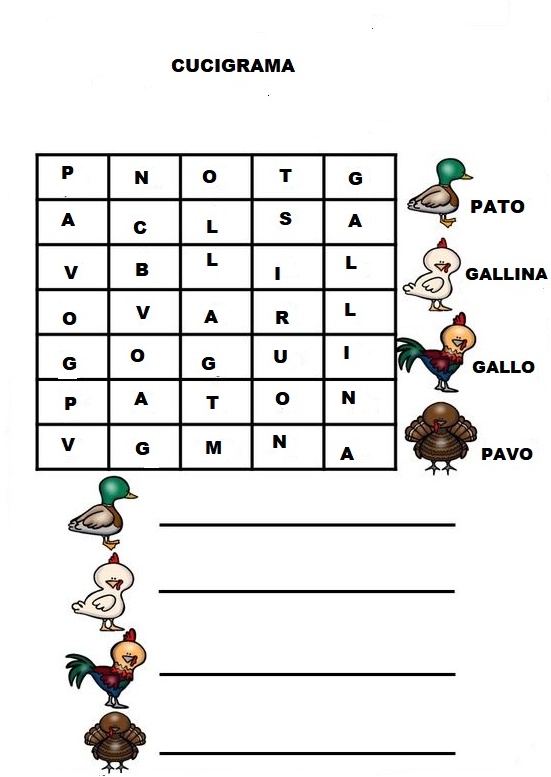 CUCIGRAMA
P N O T G
A C L S A
V B L I L
O V A R L
G O G U I
P A T O N
V G M N A
PATO
GALLINA
GALLO
PAVO